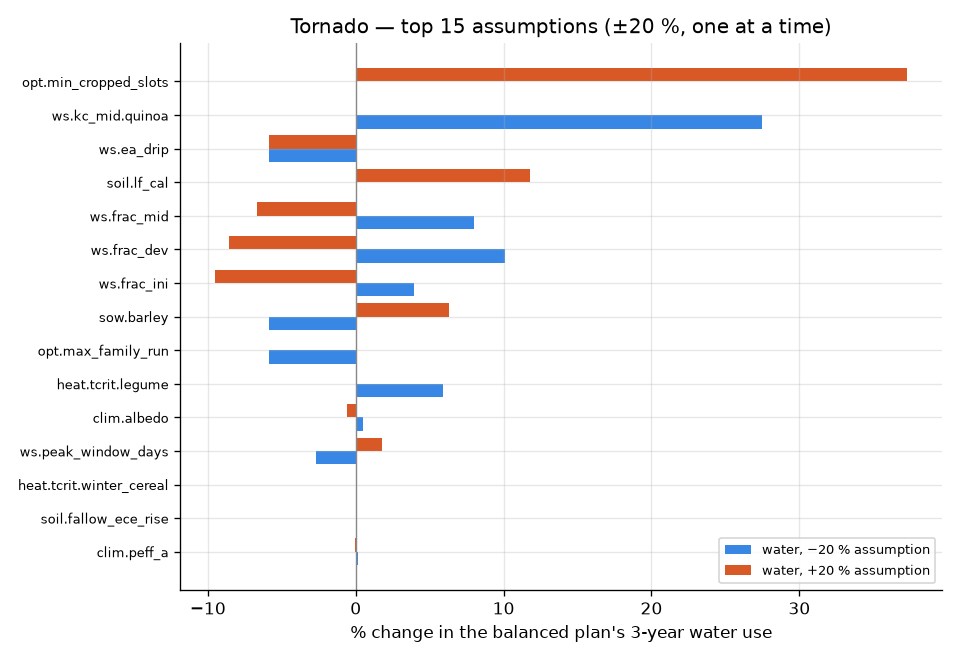 Tornado — top 15 assumptions (±20 %, one at a time)
opt.min_cropped_slots
ws.kc_mid.quinoa
ws.ea_drip
soil.lf_cal
ws.frac_mid
ws.frac_dev
ws.frac_ini
sow.barley
opt.max_family_run
heat.tcrit.legume
clim.albedo
ws.peak_window_days
heat.tcrit.winter_cereal
soil.fallow_ece_rise
clim.peff_a
water, −20 % assumption
water, +20 % assumption
−10 0 10 20 30
% change in the balanced plan's 3-year water use